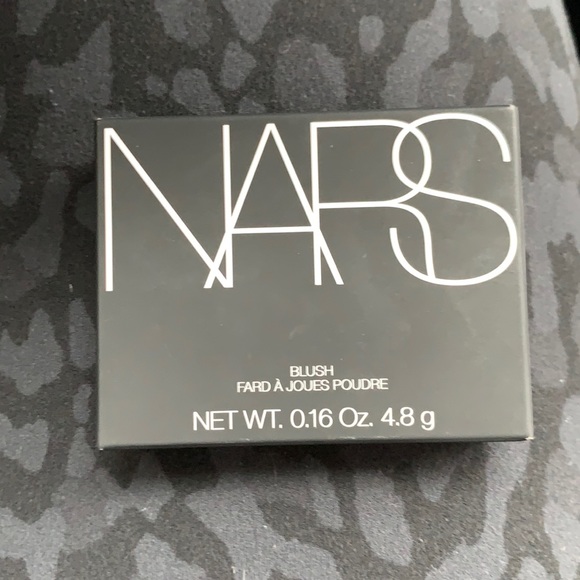 NARS
BLUSH
FARD À JOUES POUDRE
NET WT. 0.16 Oz. 4.8 g